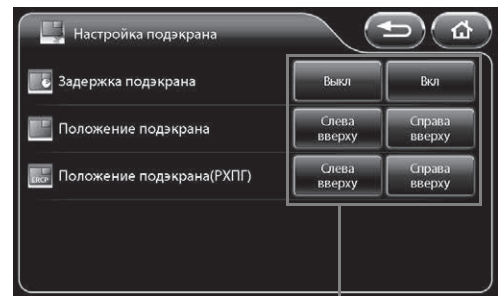 Настройка подэкрана
Задержка подэкрана
Выкл
Вкл
Положение подэкрана
Слева
вверху
Справа
вверху
ERCP
Положение подэкрана(РХПГ)
Слева
вверху
Справа
вверху